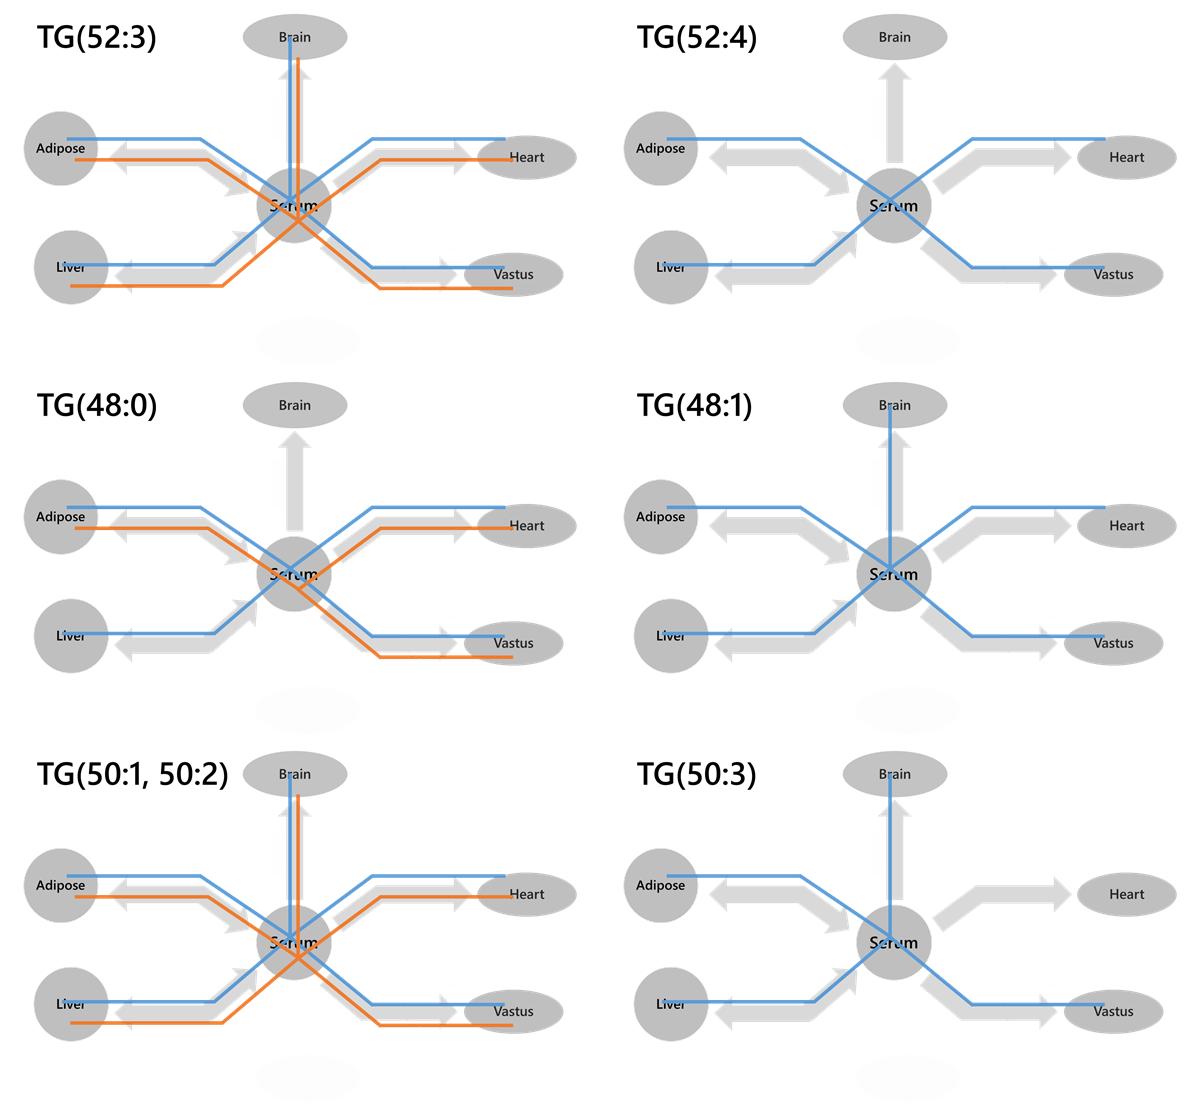 TG(52:3)
Brain
Adipose
Heart
Serum
Liver
Vastus
TG(52:4)
Brain
Adipose
Heart
Serum
Liver
Vastus
TG(48:0)
Brain
Adipose
Heart
Serum
Liver
Vastus
TG(48:1)
Brain
Adipose
Heart
Serum
Liver
Vastus
TG(50:1, 50:2)
Brain
Adipose
Heart
Serum
Liver
Vastus
TG(50:3)
Brain
Adipose
Heart
Serum
Liver
Vastus